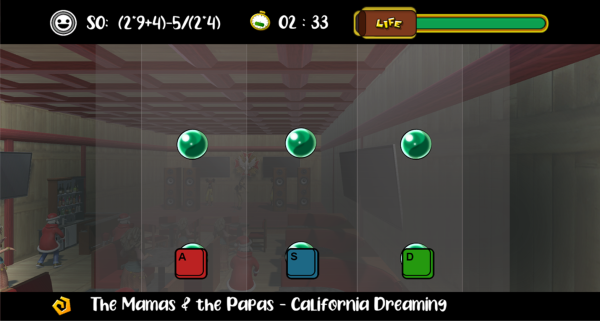 SO: (2*9+4)-5/(2*4)
02 : 33
LIFE
A
S
D
The Mamas & the Papas - California Dreaming